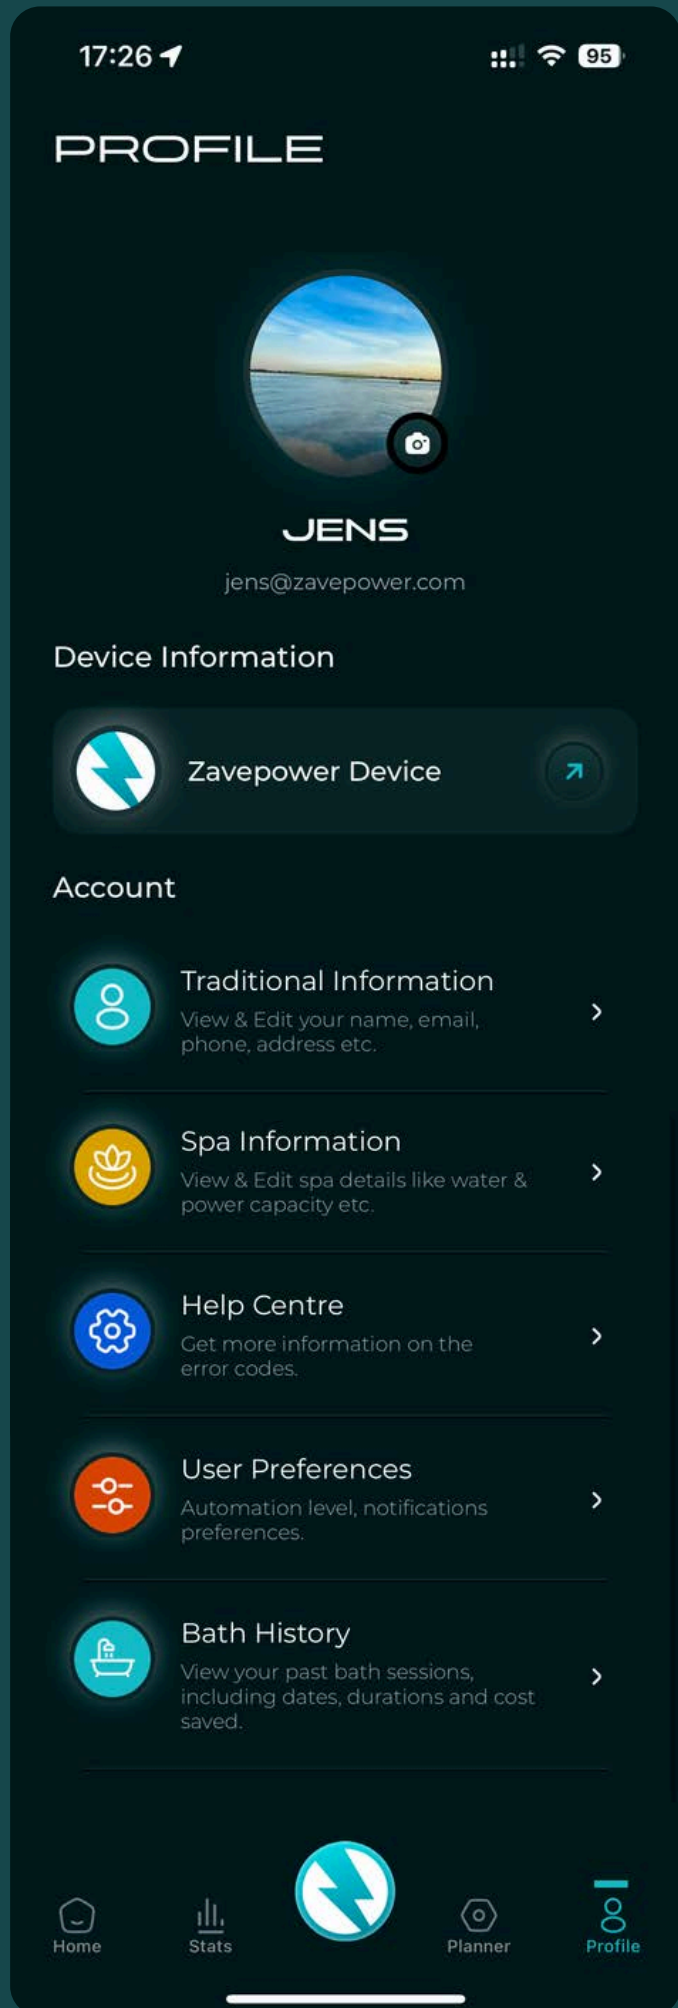 17:26
95
PROFILE
JENS
jens@zavepower.com
Device Information
Zavepower Device
Account
Traditional Information
View & Edit your name, email,
phone, address etc.
Spa Information
View & Edit spa details like water &
power capacity etc.
Help Centre
Get more information on the
error codes.
User Preferences
Automation level, notifications
preferences.
Bath History
View your past bath sessions,
including dates, durations and cost
saved.
Home
Stats
Planner
Profile